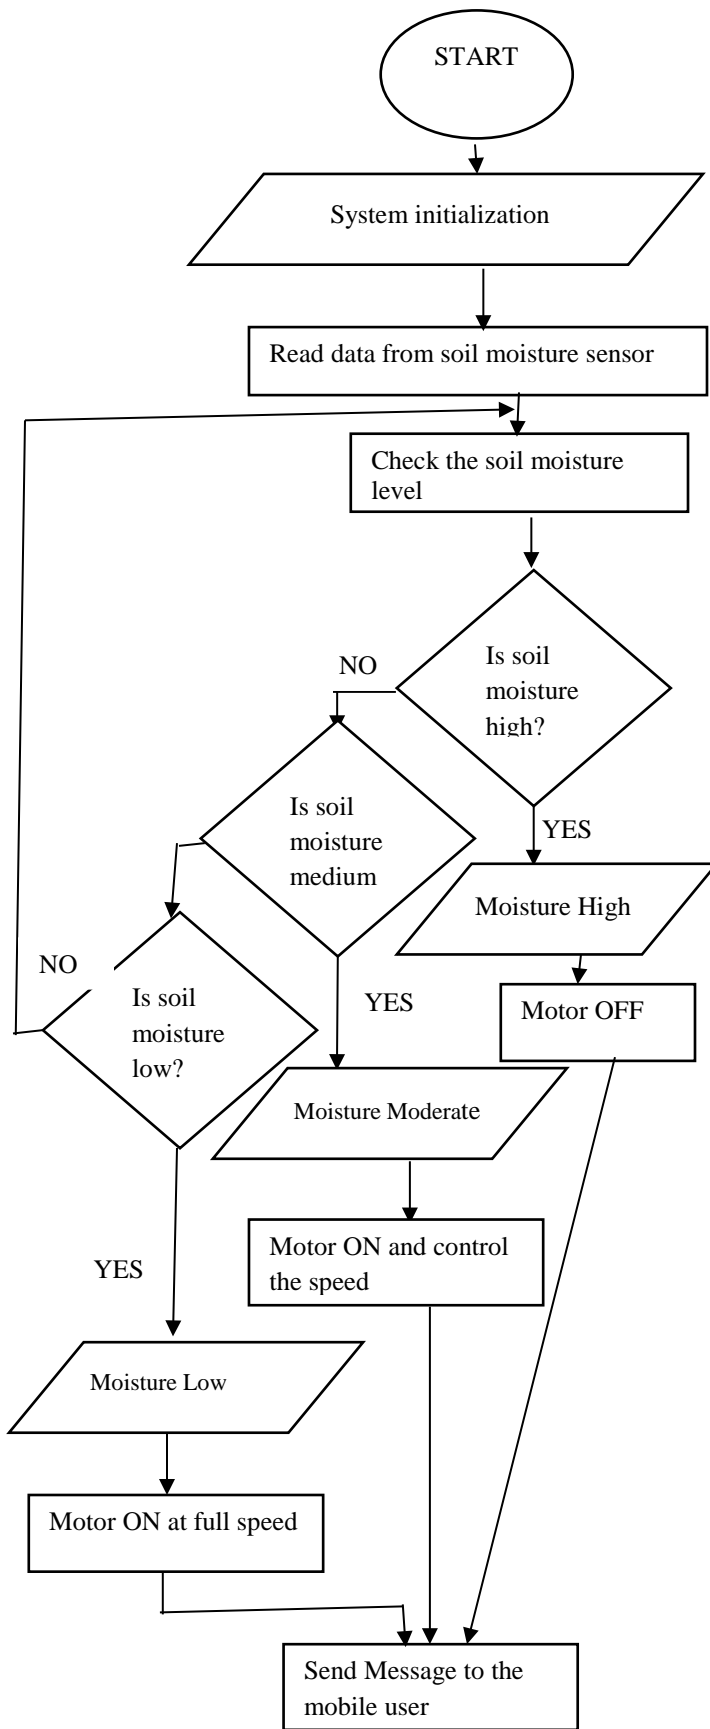 START
System initialization
Read data from soil moisture sensor
Check the soil moisture
level
Is soil
moisture
high?
NO
YES
Is soil
moisture
medium
Moisture High
NO
YES
Motor OFF
Is soil
moisture
low?
Moisture Moderate
Motor ON and control
the speed
YES
Moisture Low
Motor ON at full speed
Send Message to the
mobile user